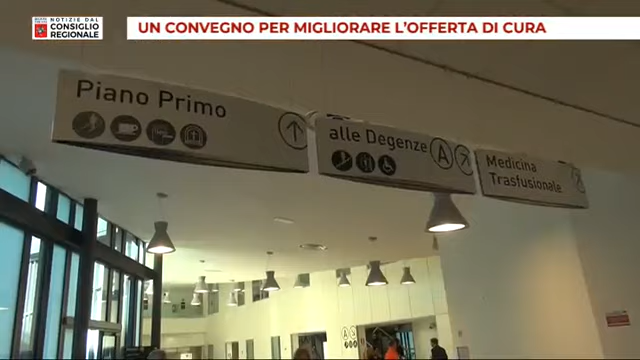 NOTIZIE DAL
CONSIGLIO
REGIONALE
UN CONVEGNO PER MIGLIORARE L'OFFERTA DI CURA
Piano Primo
alle Degenze A
Medicina
Trasfusionale
A